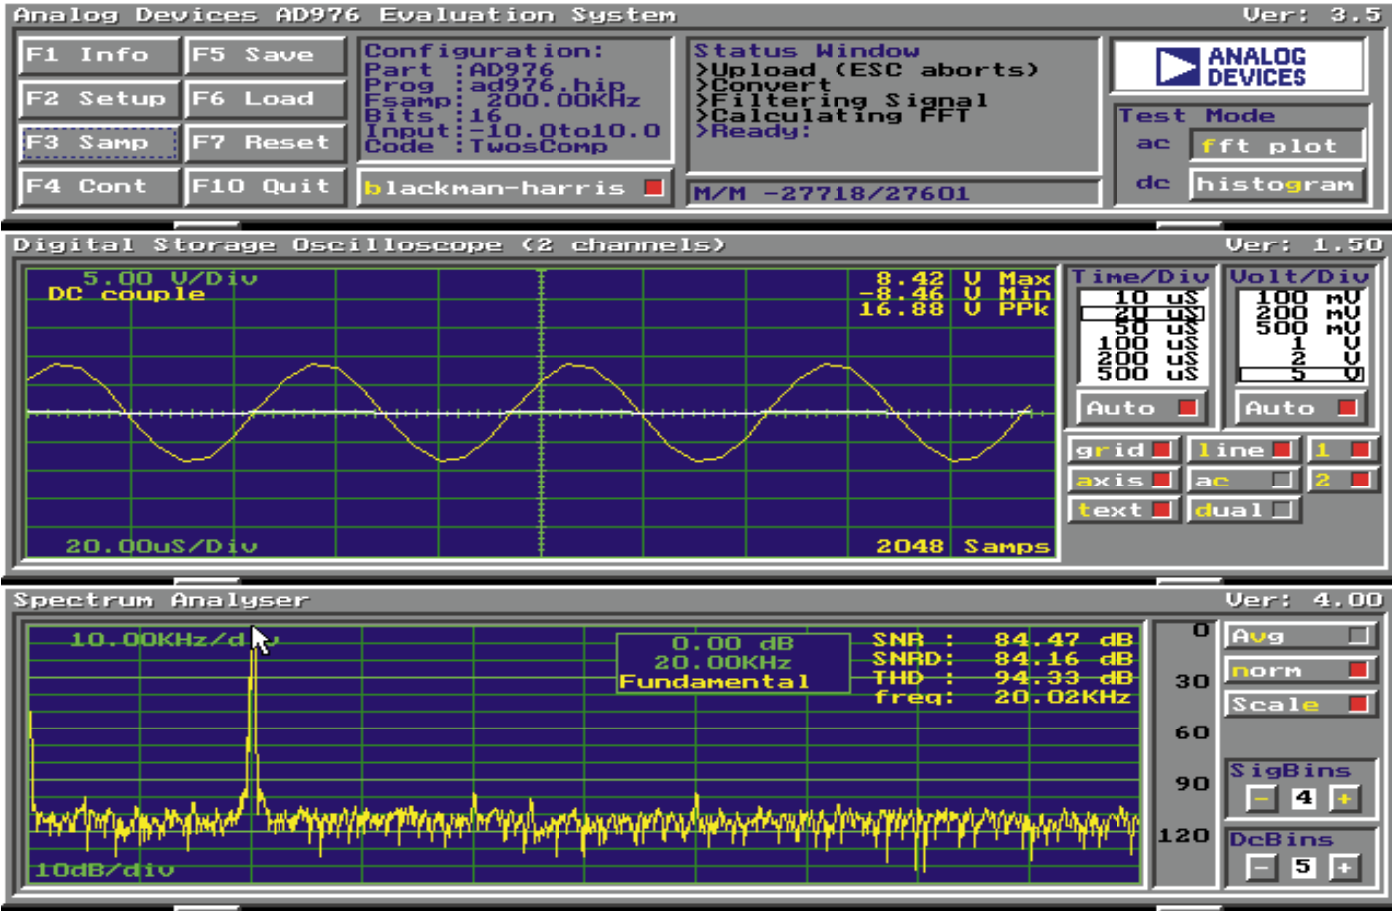 Analog Devices AD976 Evaluation System Ver: 3.5
F1 Info
F5 Save
F2 Setup
F6 Load
F3 Samp
F7 Reset
F4 Cont
F10 Quit
Configuration:
Part :AD976
Prog :ad976.hip
Fsamp: 200.00KHz
Bits :16
Input:-10.0to10.0
Code :TwosComp
blackman-harris
Status Window
>Upload (ESC aborts)
>Convert
>Filtering Signal
>Calculating FFT
>Ready:
M/M -27718/27601
ANALOG
DEVICES
Test Mode
ac fft plot
dc histogram
Digital Storage Oscilloscope (2 channels) Ver: 1.50
5.00 V/Div
DC couple
8.42 V Max
-8.46 V Min
16.88 V PPk
20.00uS/Div
2048 Samps
Time/Div
10 uS
20 uS
50 uS
100 uS
200 uS
500 uS
Auto
Volt/Div
100 mV
200 mV
500 mV
1 V
2 V
5 V
Auto
grid line 1
axis ac 2
text dual
Spectrum Analyser Ver: 4.00
10.00KHz/div
0.00 dB
20.00KHz
Fundamental
SNR : 84.47 dB
SNRD: 84.16 dB
THD : 94.33 dB
freq: 20.02KHz
10dB/div
0
30
60
90
120
Avg
norm
Scale
SigBins
- 4 +
DcBins
- 5 +